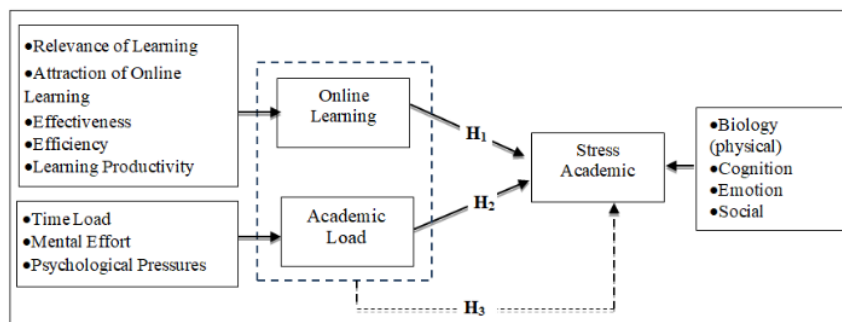 ●Relevance of Learning
●Attraction of Online
Learning
●Effectiveness
●Efficiency
●Learning Productivity
Online
Learning
H1
Stress
Academic
●Biology
(physical)
●Cognition
●Emotion
●Social
●Time Load
●Mental Effort
●Psychological Pressures
Academic
Load
H2
H3